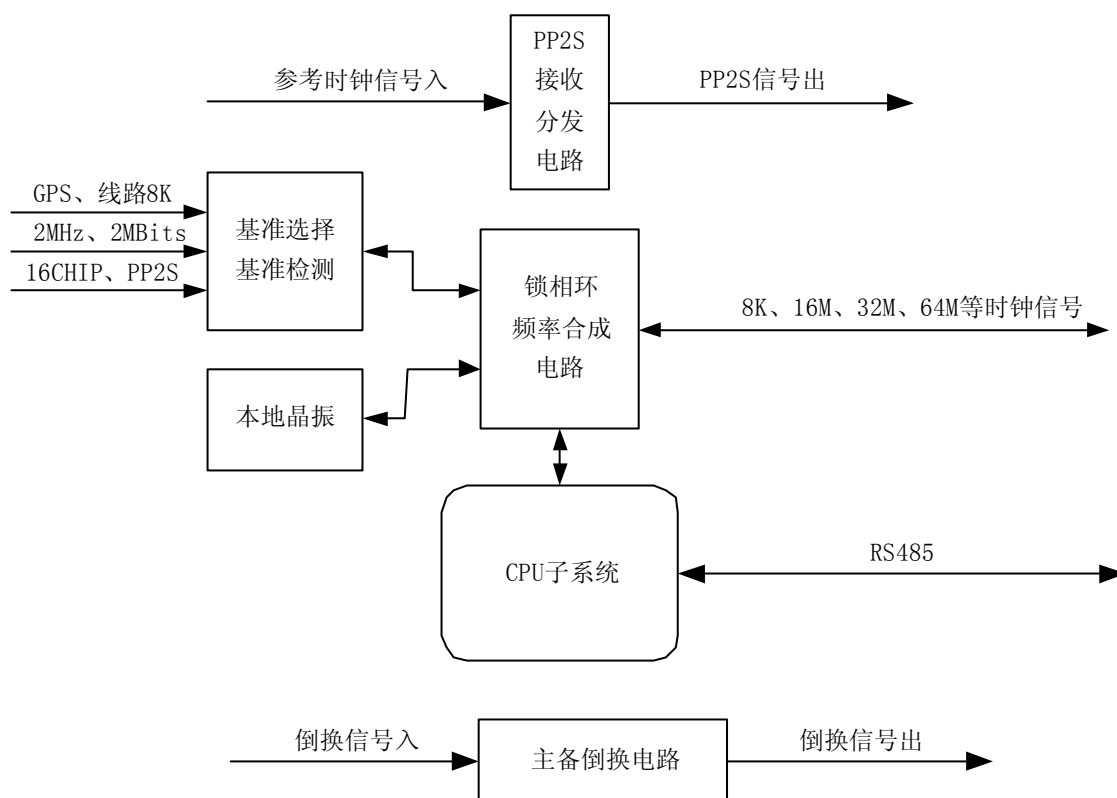 PP2S
接收
分发
电路
参考时钟信号入
PP2S信号出
GPS、线路8K
2MHz、2MBits
16CHIP、PP2S
基准选择
基准检测
锁相环
频率合成
电路
8K、16M、32M、64M等时钟信号
本地晶振
CPU子系统
RS485
倒换信号入
主备倒换电路
倒换信号出